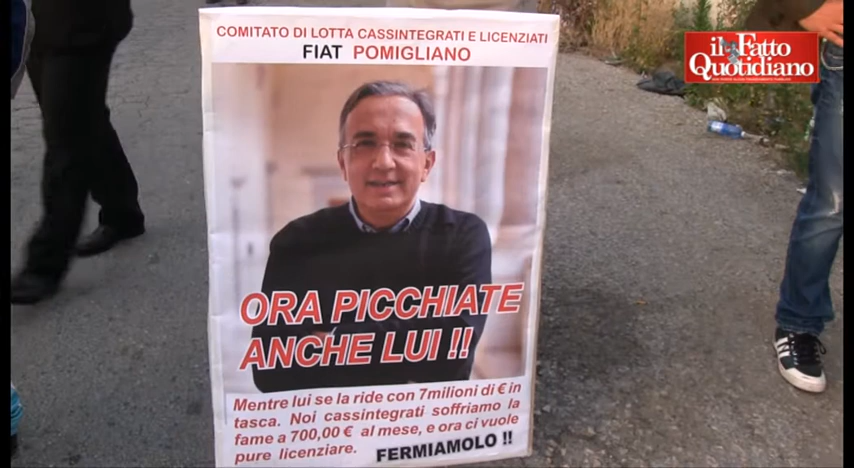 COMITATO DI LOTTA CASSINTEGRATI E LICENZIATI
FIAT POMIGLIANO
il Fatto
Quotidiano
ORA PICCHIATE
ANCHE LUI !!
Mentre lui se la ride con 7milioni di € in
tasca. Noi cassintegrati soffriamo la
fame a 700,00 € al mese, e ora ci vuole
pure licenziare. FERMIAMOLO !!